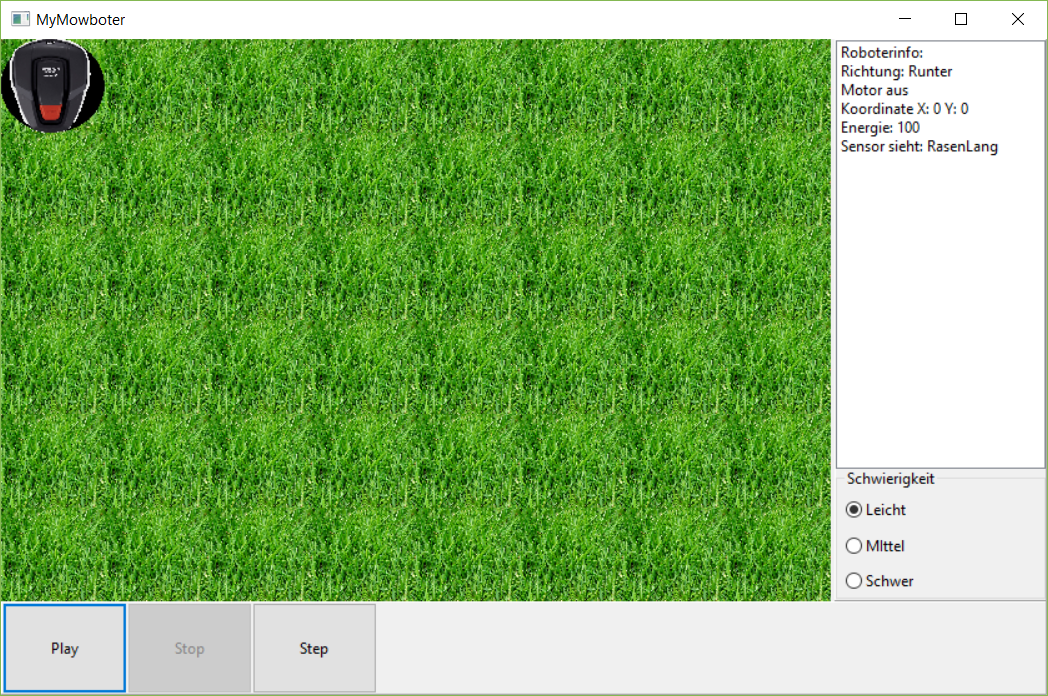 MyMowboter
Roboterinfo:
Richtung: Runter
Motor aus
Koordinate X: 0 Y: 0
Energie: 100
Sensor sieht: RasenLang
Schwierigkeit
Leicht
MIttel
Schwer
Play
Stop
Step